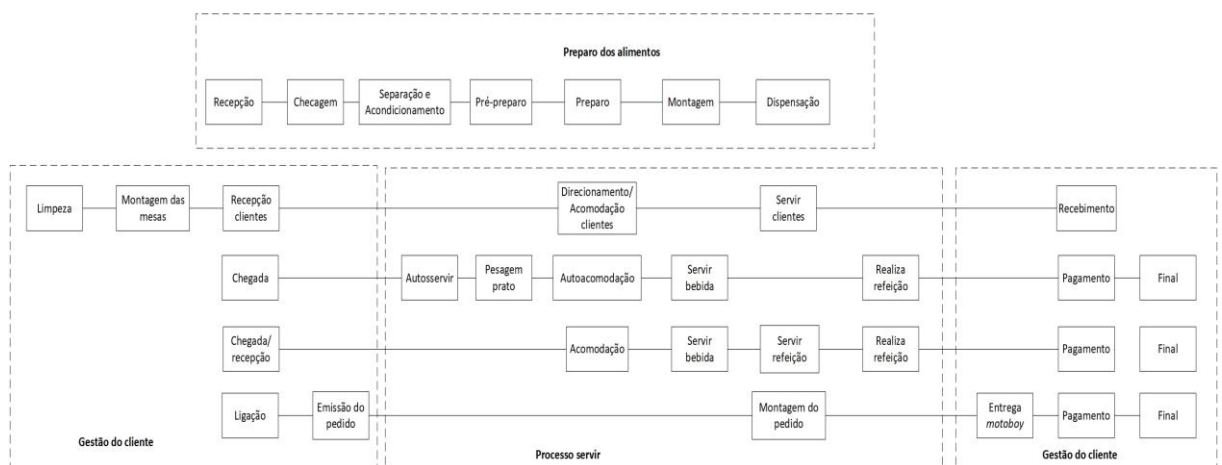 Preparo dos alimentos
Recepção
Checagem
Separação e
Acondicionamento
Pré-preparo
Preparo
Montagem
Dispensação
Limpeza
Montagem das
mesas
Recepção
clientes
Direcionamento/
Acomodação
clientes
Servir
clientes
Recebimento
Chegada
Autosservir
Pesagem
prato
Autoacomodação
Servir
bebida
Realiza
refeição
Pagamento
Final
Chegada/
recepção
Acomodação
Servir
bebida
Servir
refeição
Realiza
refeição
Pagamento
Final
Ligação
Emissão do
pedido
Montagem do
pedido
Entrega
motoboy
Pagamento
Final
Gestão do cliente
Processo servir
Gestão do cliente